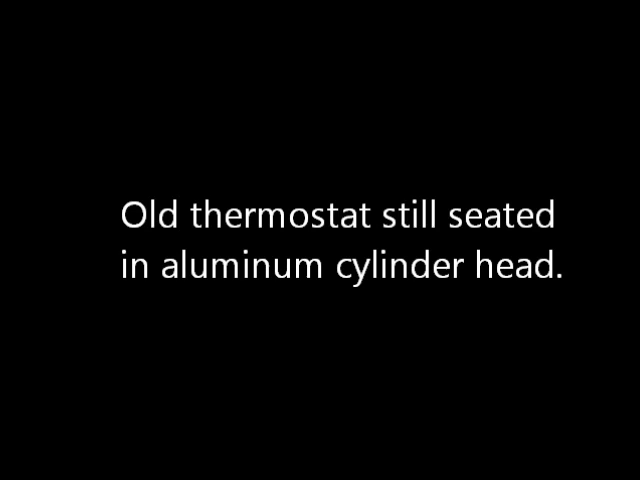 Old thermostat still seated
in aluminum cylinder head.